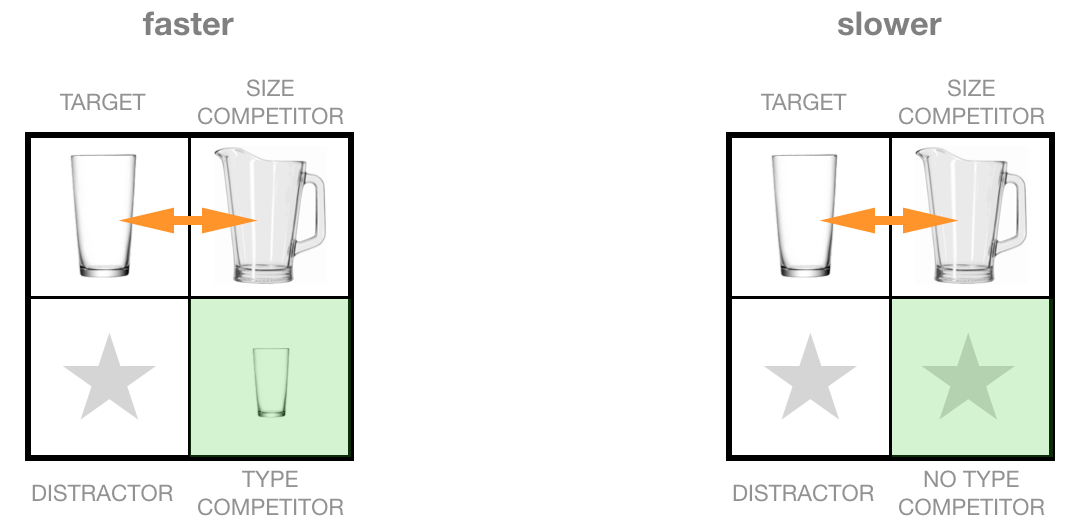 faster
TARGET
SIZE
COMPETITOR
DISTRACTOR
TYPE
COMPETITOR
slower
TARGET
SIZE
COMPETITOR
DISTRACTOR
NO TYPE
COMPETITOR